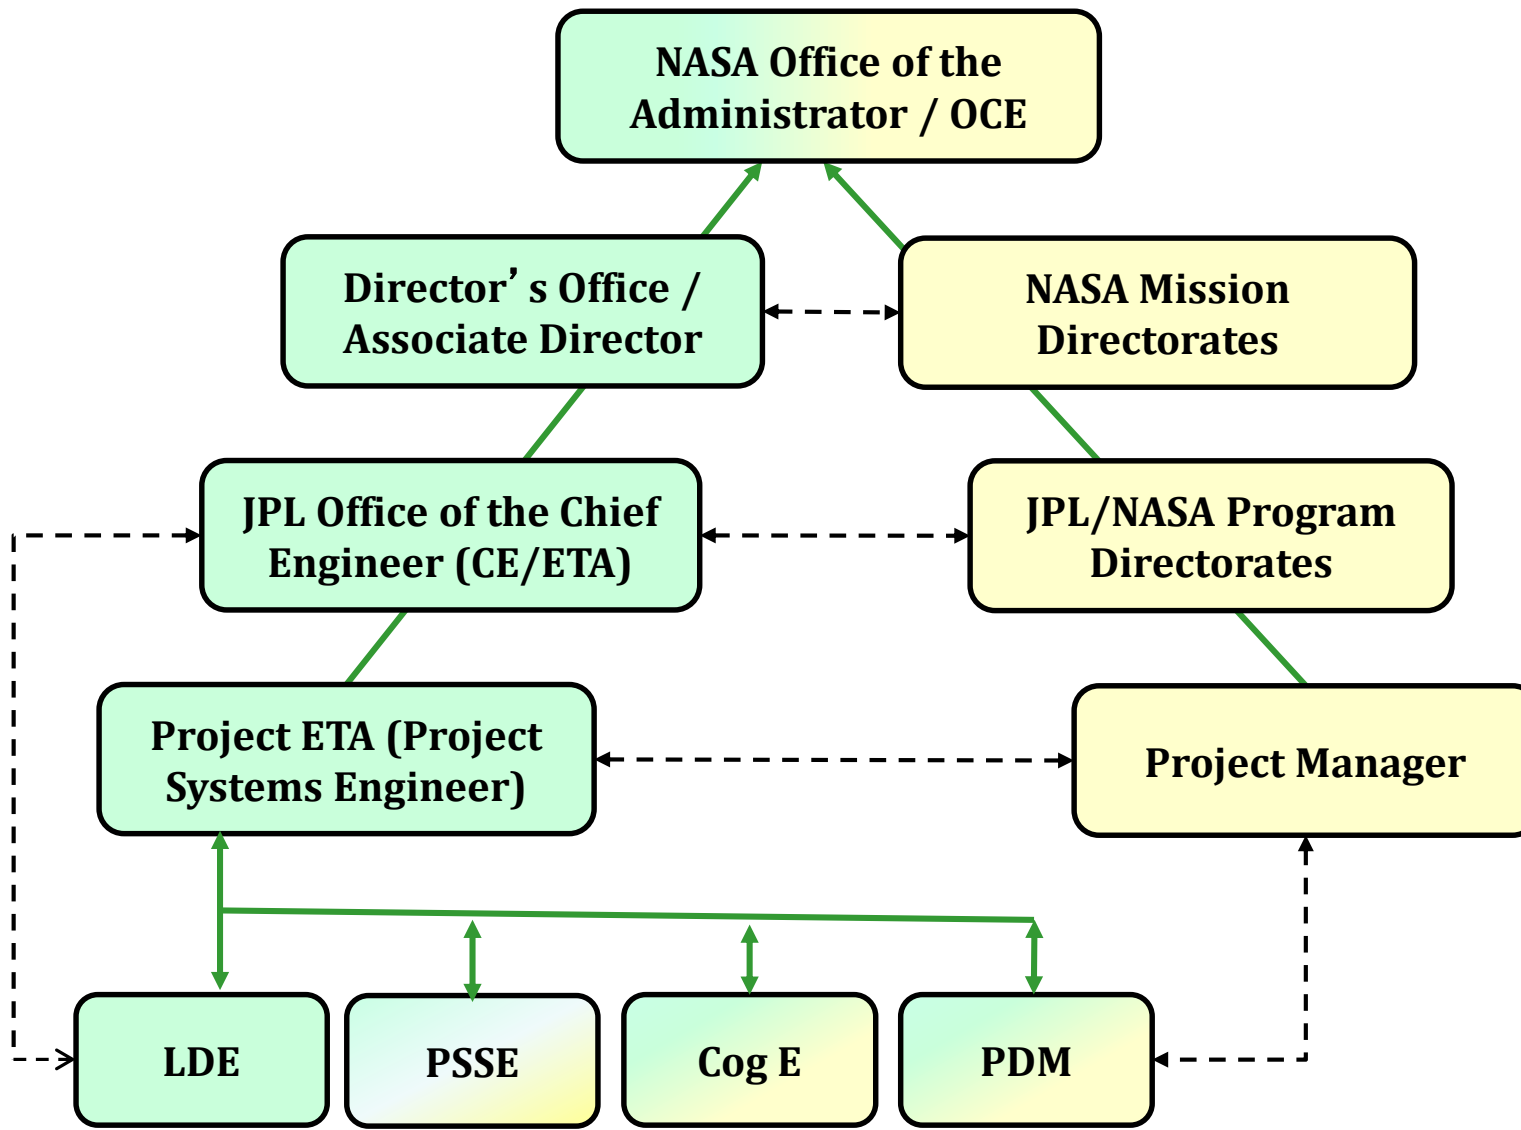 NASA Office of the
Administrator / OCE
Director’s Office /
Associate Director
NASA Mission
Directorates
JPL Office of the Chief
Engineer (CE/ETA)
JPL/NASA Program
Directorates
Project ETA (Project
Systems Engineer)
Project Manager
LDE
PSSE
Cog E
PDM